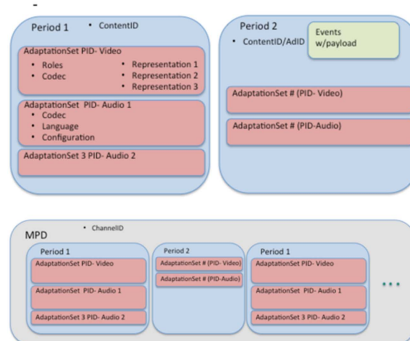 Period 1
• ContentID
AdaptationSet PID- Video
• Roles
• Codec
• Representation 1
• Representation 2
• Representation 3
AdaptationSet PID- Audio 1
• Codec
• Language
• Configuration
AdaptationSet 3 PID- Audio 2
Period 2
• ContentID/AdID
Events
w/payload
AdaptationSet # (PID- Video)
AdaptationSet # (PID-Audio)
MPD
• ChannelID
Period 1
AdaptationSet PID- Video
AdaptationSet PID- Audio 1
AdaptationSet 3 PID- Audio 2
Period 2
AdaptationSet # (PID- Video)
AdaptationSet # (PID-Audio)
Period 1
AdaptationSet PID- Video
AdaptationSet PID- Audio 1
AdaptationSet 3 PID- Audio 2